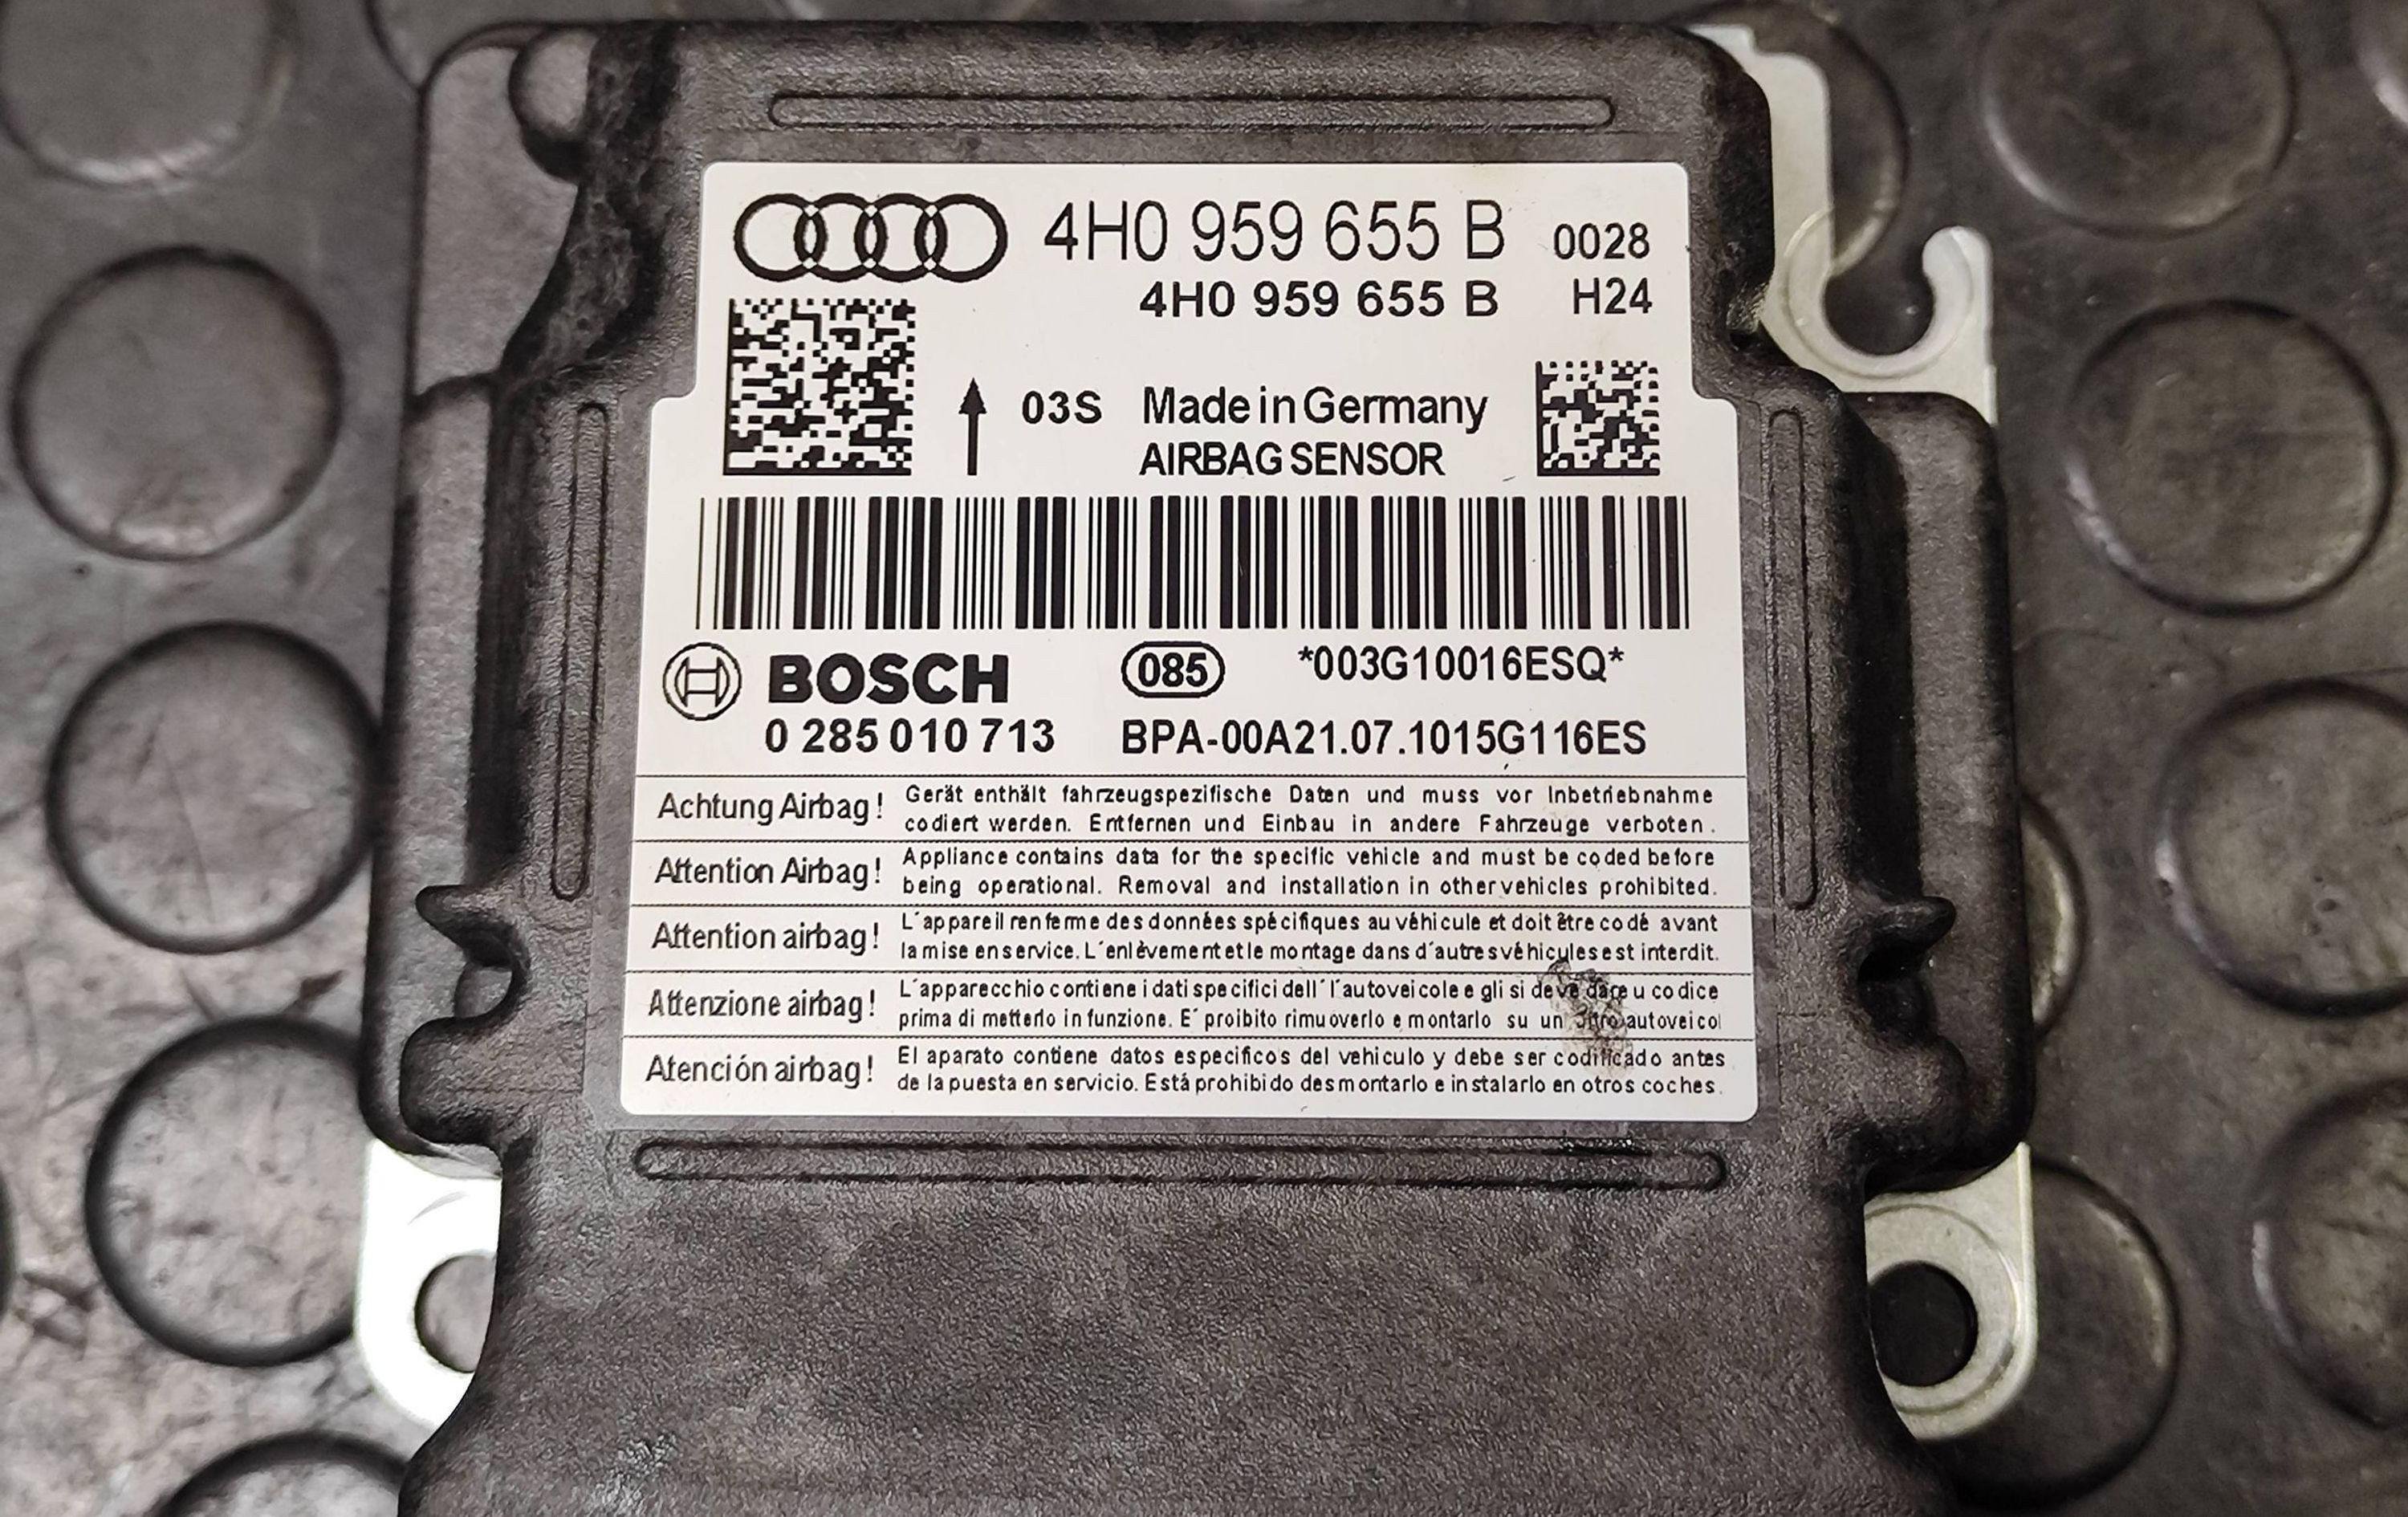 4H0 959 655 B 0028
4H0 959 655 B H24
03S Made in Germany
AIRBAG SENSOR
BOSCH 085 *003G10016ESQ*
0 285 010 713 BPA-00A21.07.1015G116ES
Achtung Airbag! Gerät enthält fahrzeugspezifische Daten und muss vor Inbetriebnahme
codiert werden. Entfernen und Einbau in andere Fahrzeuge verboten.
Attention Airbag! Appliance contains data for the specific vehicle and must be coded before
being operational. Removal and installation in other vehicles prohibited.
Attention airbag! L´appareil renferme des données spécifiques au véhicule et doit être codé avant
la mise en service. L´enlèvement et le montage dans d´autres véhicules est interdit.
Attenzione airbag! L´apparecchio contiene i dati specifici dell´ l´autoveicolo e gli si deve dare u codice
prima di metterlo in funzione. E´ proibito rimuoverlo e montarlo su un autoveicol
Atención airbag! El aparato contiene datos especificos del vehiculo y debe ser codificado antes
de la puesta en servicio. Está prohibido desmontarlo e instalarlo en otros coches.